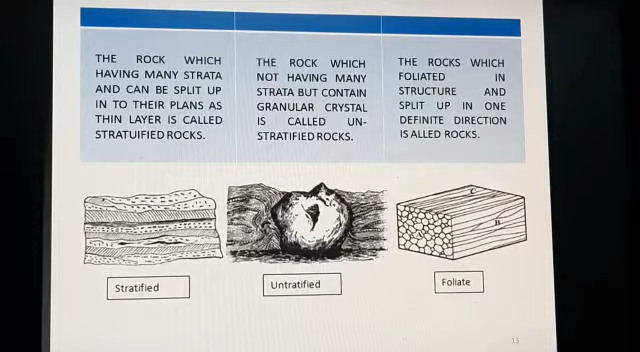 THE ROCK WHICH
HAVING MANY STRATA
AND CAN BE SPLIT UP
IN TO THEIR PLANS AS
THIN LAYER IS CALLED
STRATUIFIED ROCKS.
THE ROCK WHICH
NOT HAVING MANY
STRATA BUT CONTAIN
GRANULAR CRYSTAL
IS CALLED UN-
STRATIFIED ROCKS.
THE ROCKS WHICH
FOLIATED IN
STRUCTURE AND
SPLIT UP IN ONE
DEFINITE DIRECTION
IS ALLED ROCKS.
Stratified
Untratified
Foliate